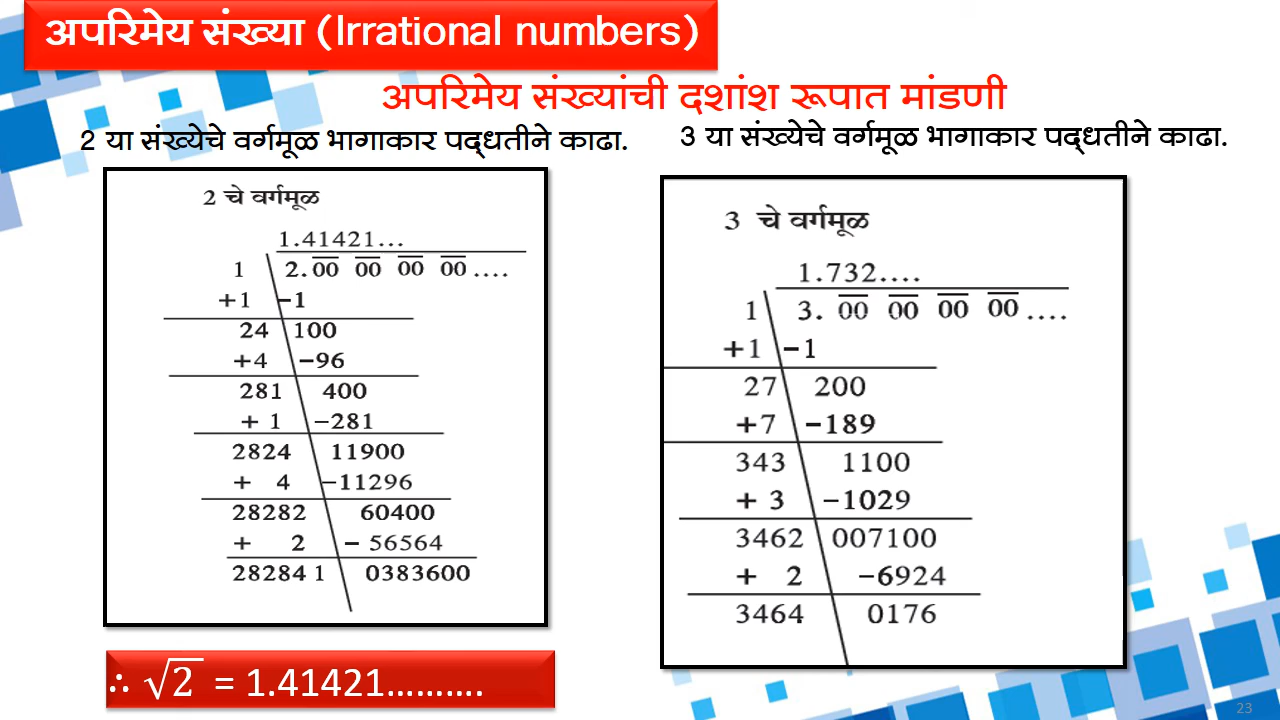 अपरिमेय संख्या (Irrational numbers)
अपरिमेय संख्यांची दशांश रूपात मांडणी
2 या संख्येचे वर्गमूळ भागाकार पद्धतीने काढा.
2 चे वर्गमूळ
1.41421...
1 2. 00 00 00 00 ....
+1 −1
24 100
+4 −96
281 400
+ 1 −281
2824 11900
+ 4 −11296
28282 60400
+ 2 − 56564
282841 0383600
∴ √2 = 1.41421..........
3 या संख्येचे वर्गमूळ भागाकार पद्धतीने काढा.
3 चे वर्गमूळ
1.732....
1 3. 00 00 00 00 ....
+1 −1
27 200
+7 −189
343 1100
+ 3 −1029
3462 007100
+ 2 −6924
3464 0176
23